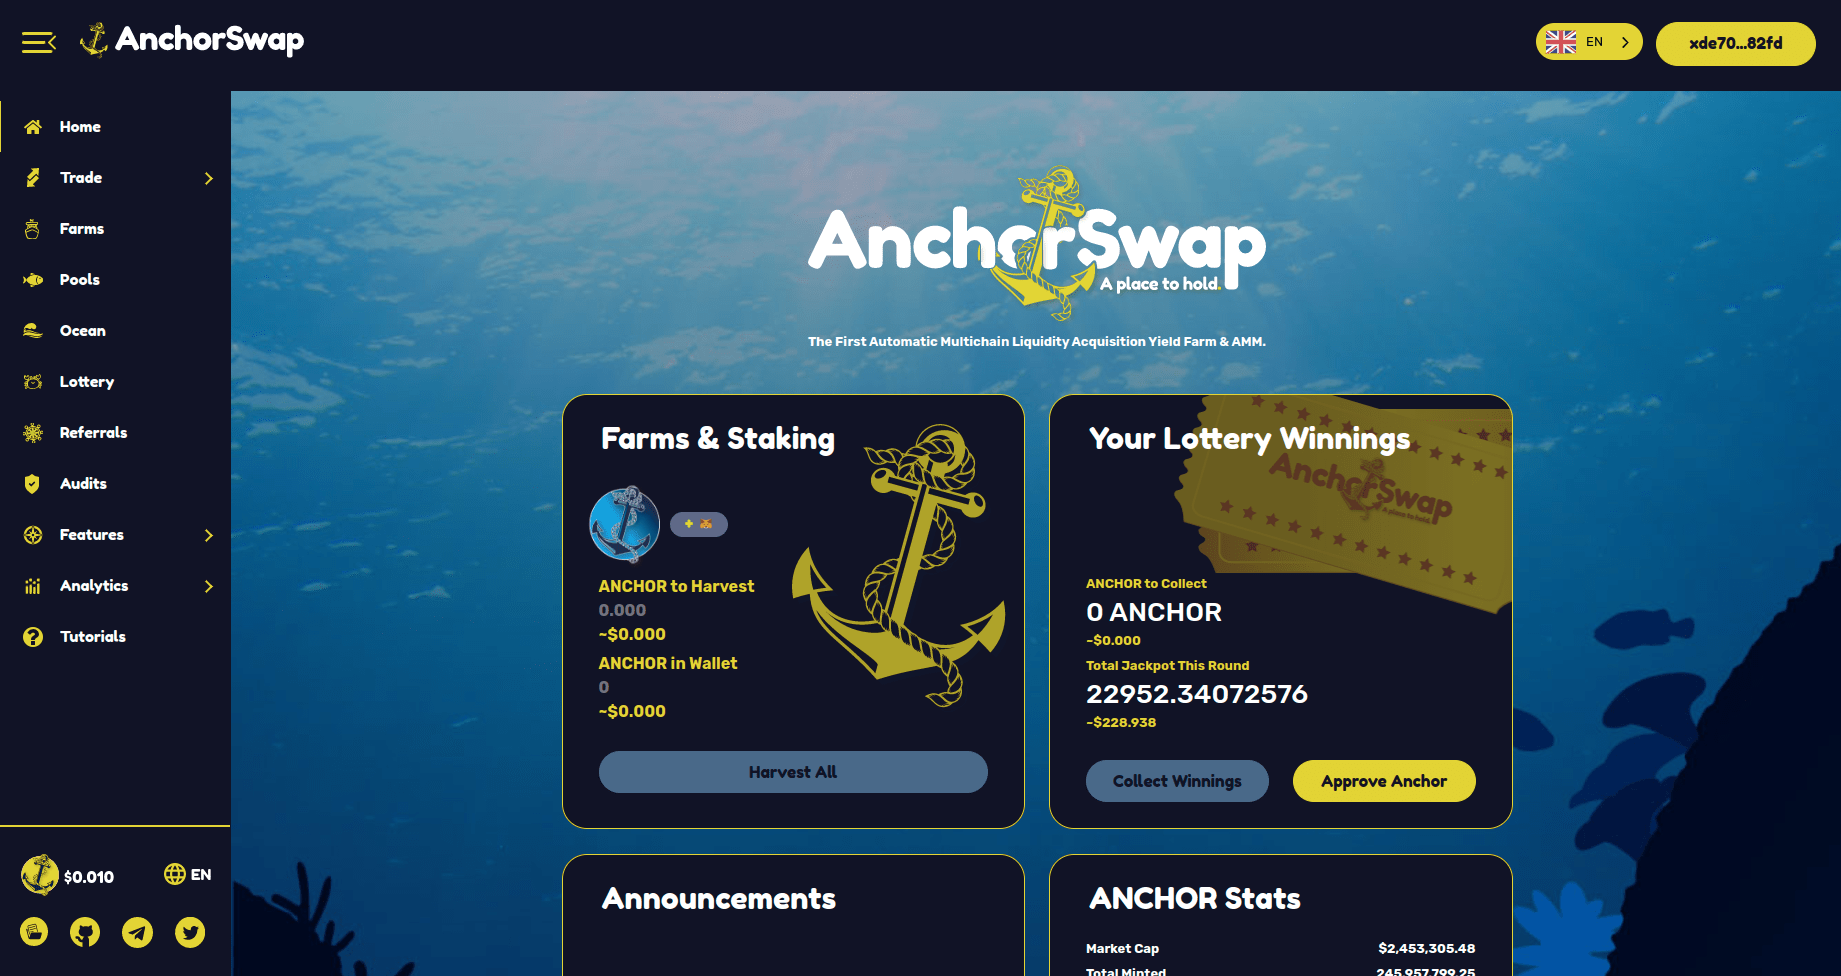 AnchorSwap
EN
xde70...82fd
Home
Trade
Farms
Pools
Ocean
Lottery
Referrals
Audits
Features
Analytics
Tutorials
$0.010
EN
AnchorSwap
A place to hold.
The First Automatic Multichain Liquidity Acquisition Yield Farm & AMM.
Farms & Staking
ANCHOR to Harvest
0.000
~$0.000
ANCHOR in Wallet
0
~$0.000
Harvest All
Your Lottery Winnings
AnchorSwap
A place to hold.
ANCHOR to Collect
0 ANCHOR
~$0.000
Total Jackpot This Round
22952.34072576
~$228.938
Collect Winnings
Approve Anchor
Announcements
ANCHOR Stats
Market Cap $2,453,305.48
Total Minted 245,957,799.25